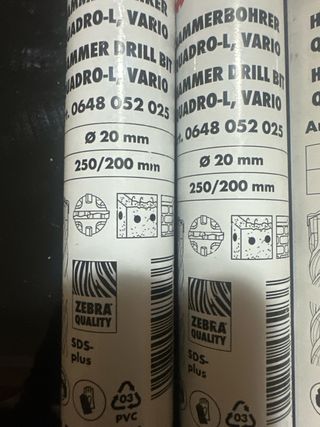 HAMMERBOHRER
QUADRO-L, VARIO
HAMMER DRILL BIT
QUADRO-L, VARIO
0648 052 025
Ø 20 mm
250/200 mm
ZEBRA
QUALITY
SDS-
plus
03
PVC
HAMMERBOHRER
QUADRO-L, VARIO
HAMMER DRILL BIT
QUADRO-L, VARIO
0648 052 025
Ø 20 mm
250/200 mm
ZEBRA
QUALITY
SDS-
plus
03